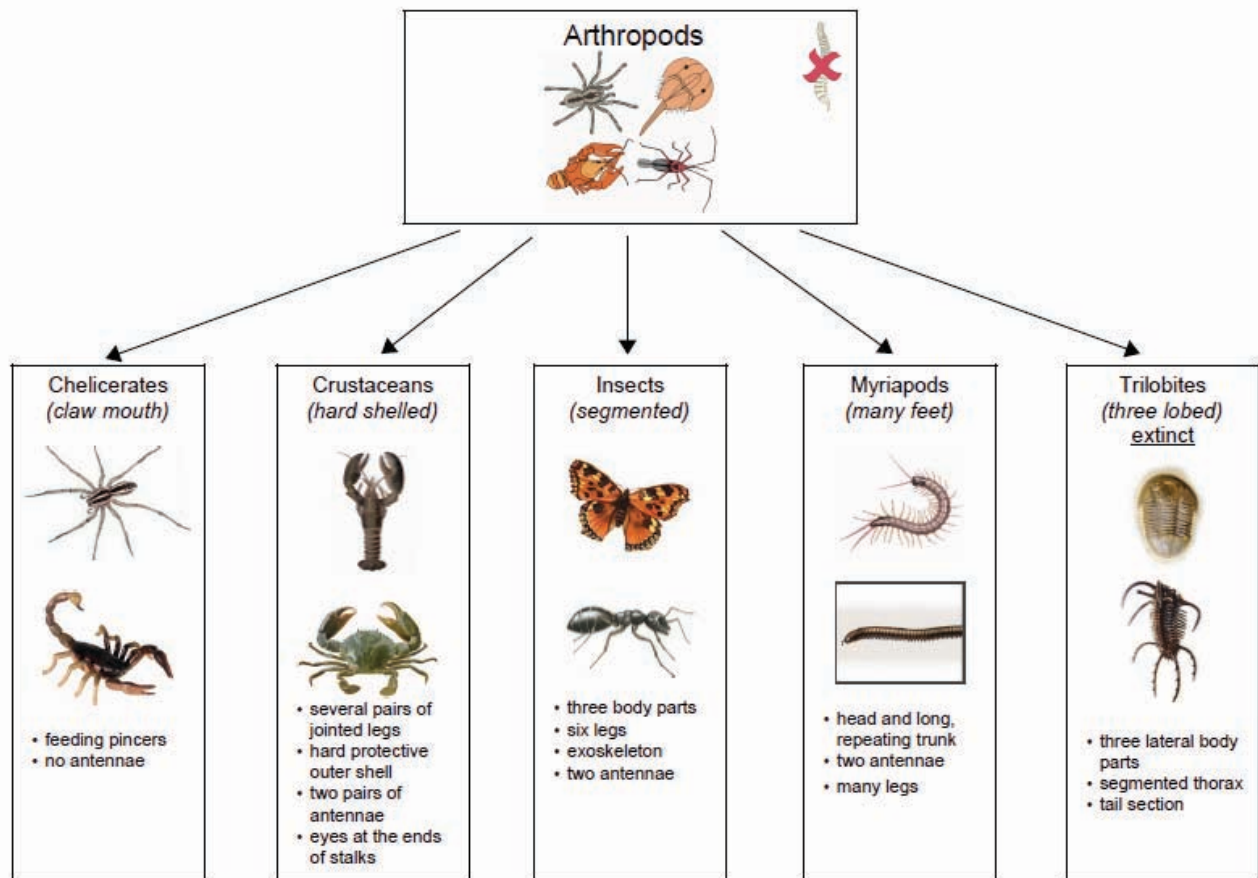 Arthropods
Chelicerates
(claw mouth)
• feeding pincers
• no antennae
Crustaceans
(hard shelled)
• several pairs of
jointed legs
• hard protective
outer shell
• two pairs of
antennae
• eyes at the ends
of stalks
Insects
(segmented)
• three body parts
• six legs
• exoskeleton
• two antennae
Myriapods
(many feet)
• head and long,
repeating trunk
• two antennae
• many legs
Trilobites
(three lobed)
extinct
• three lateral body
parts
• segmented thorax
• tail section